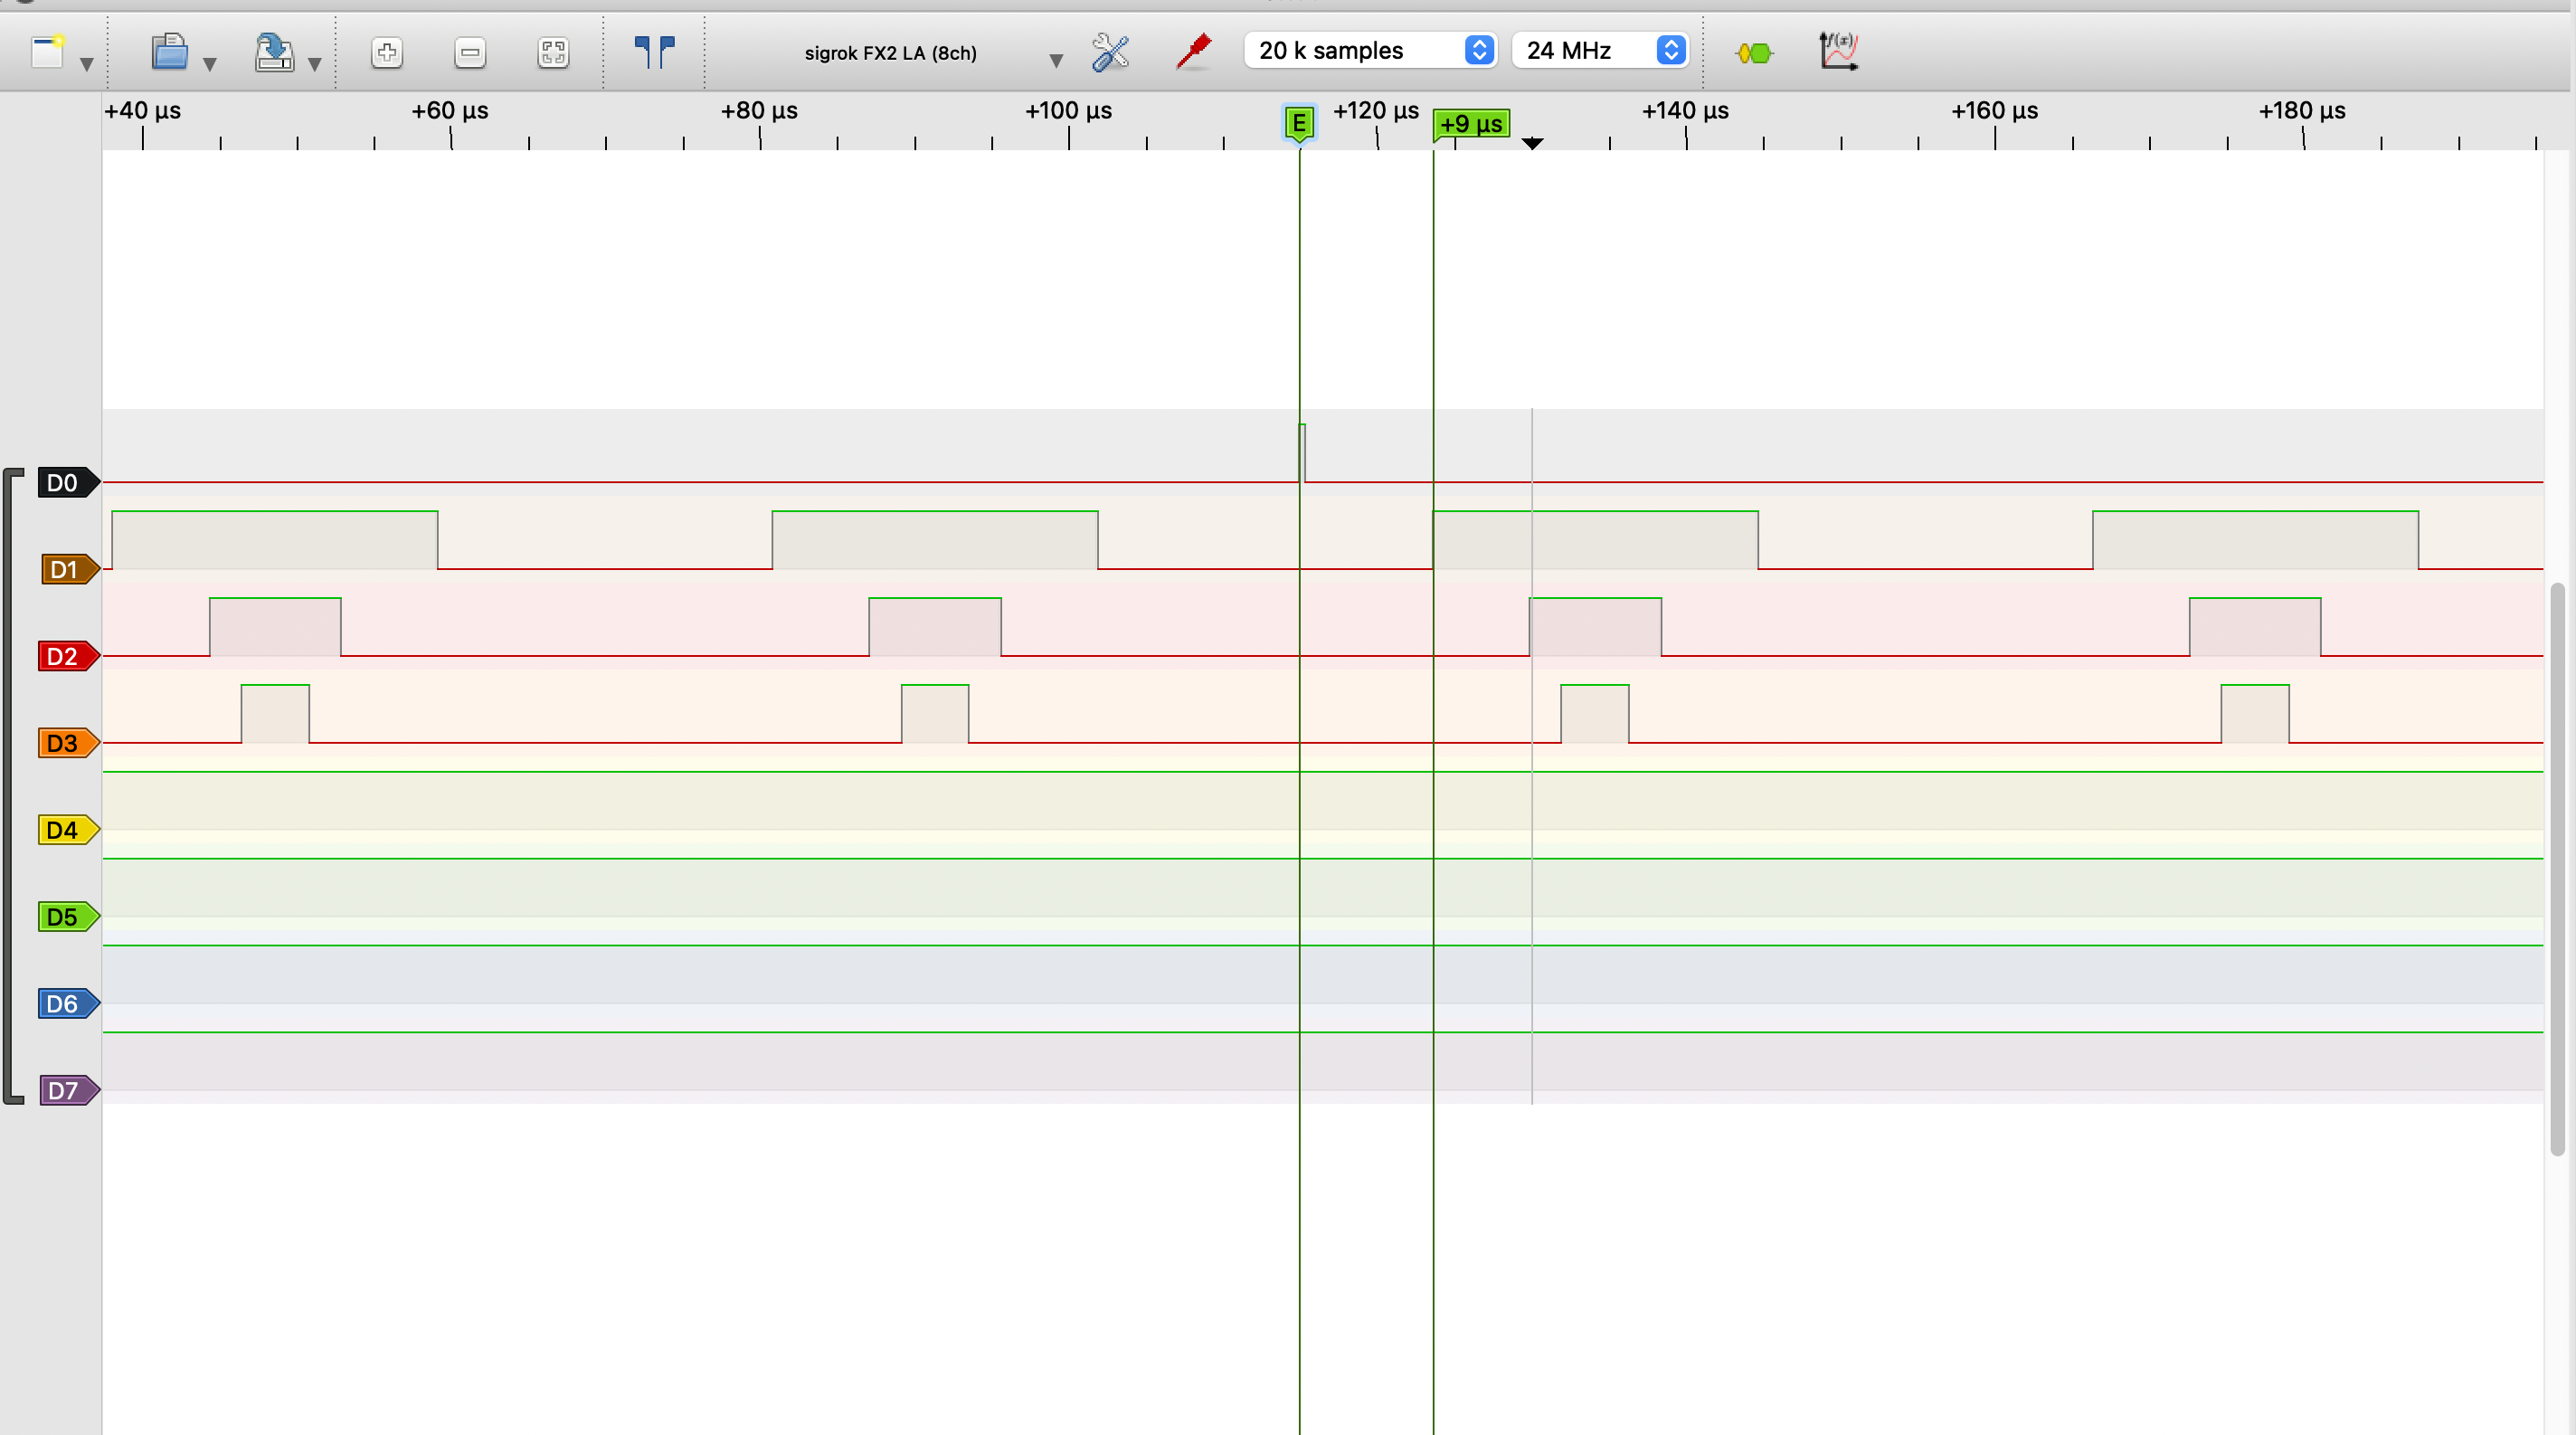 sigrok FX2 LA (8ch) 20 k samples 24 MHz f(x)
+40 µs +60 µs +80 µs +100 µs E +120 µs +9 µs +140 µs +160 µs +180 µs
D0
D1
D2
D3
D4
D5
D6
D7